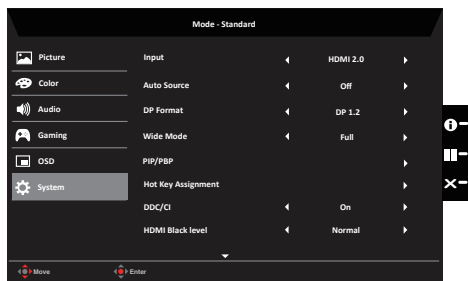 Mode - Standard
Picture
Input HDMI 2.0
Color
Auto Source Off
Audio
DP Format DP 1.2
Gaming
Wide Mode Full
OSD
PIP/PBP
System
Hot Key Assignment
DDC/CI On
HDMI Black level Normal
Move Enter